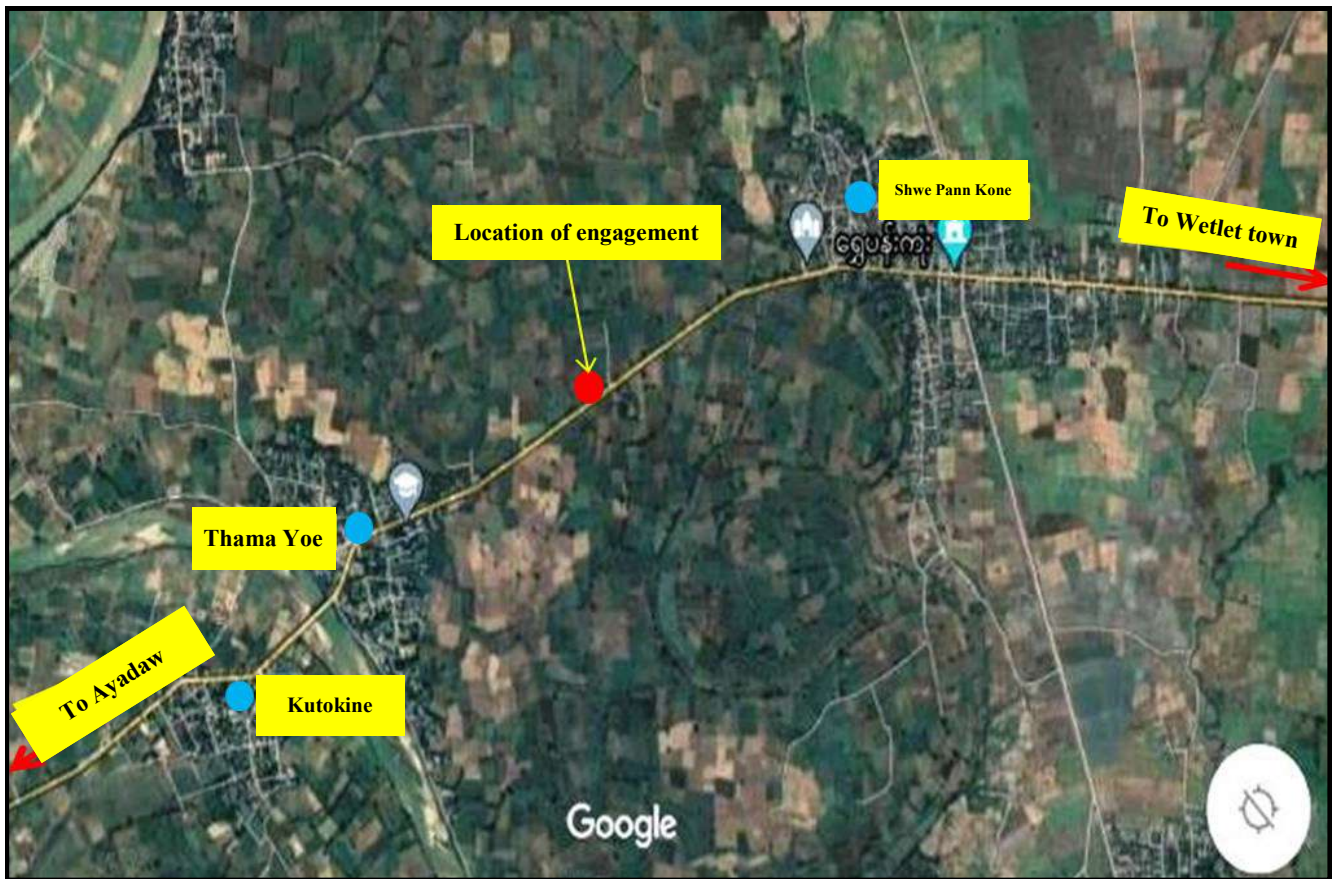 Shwe Pann Kone
To Wetlet town
Location of engagement
ရွှေပန်းကုံး
Thama Yoe
To Ayadaw
Kutokine
Google